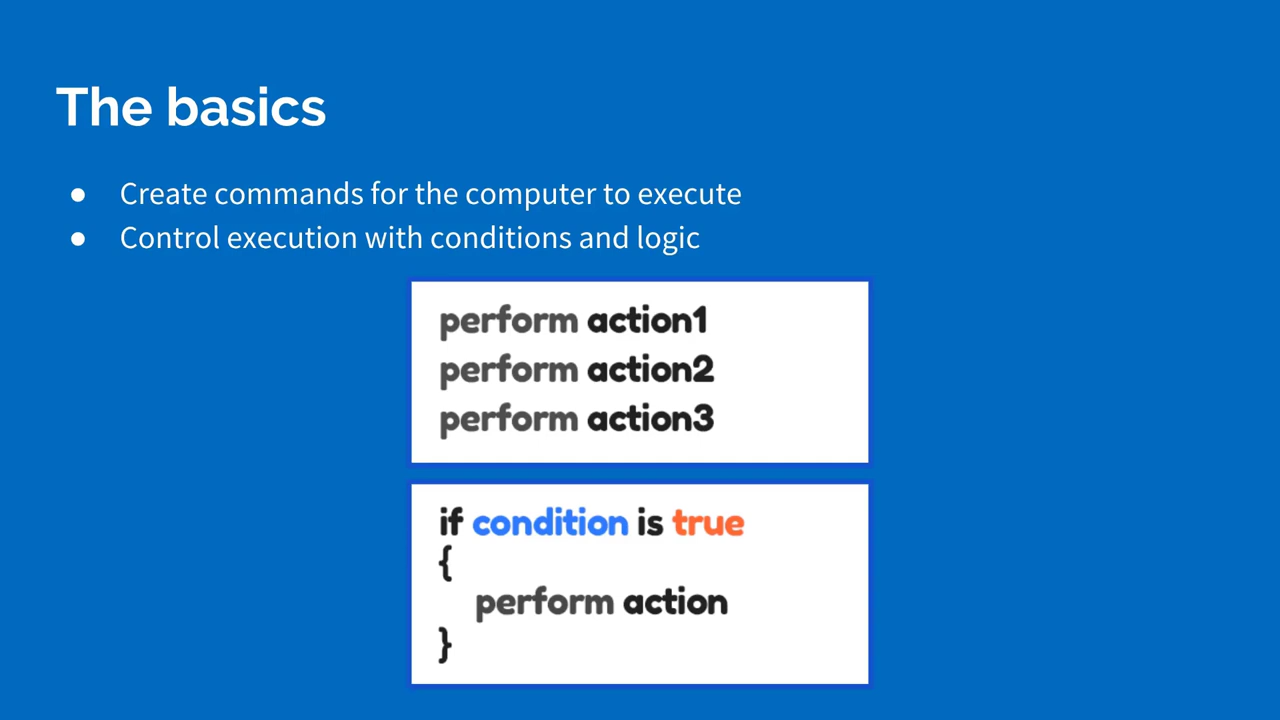 The basics
● Create commands for the computer to execute
● Control execution with conditions and logic
perform action1
perform action2
perform action3
if condition is true
{
perform action
}